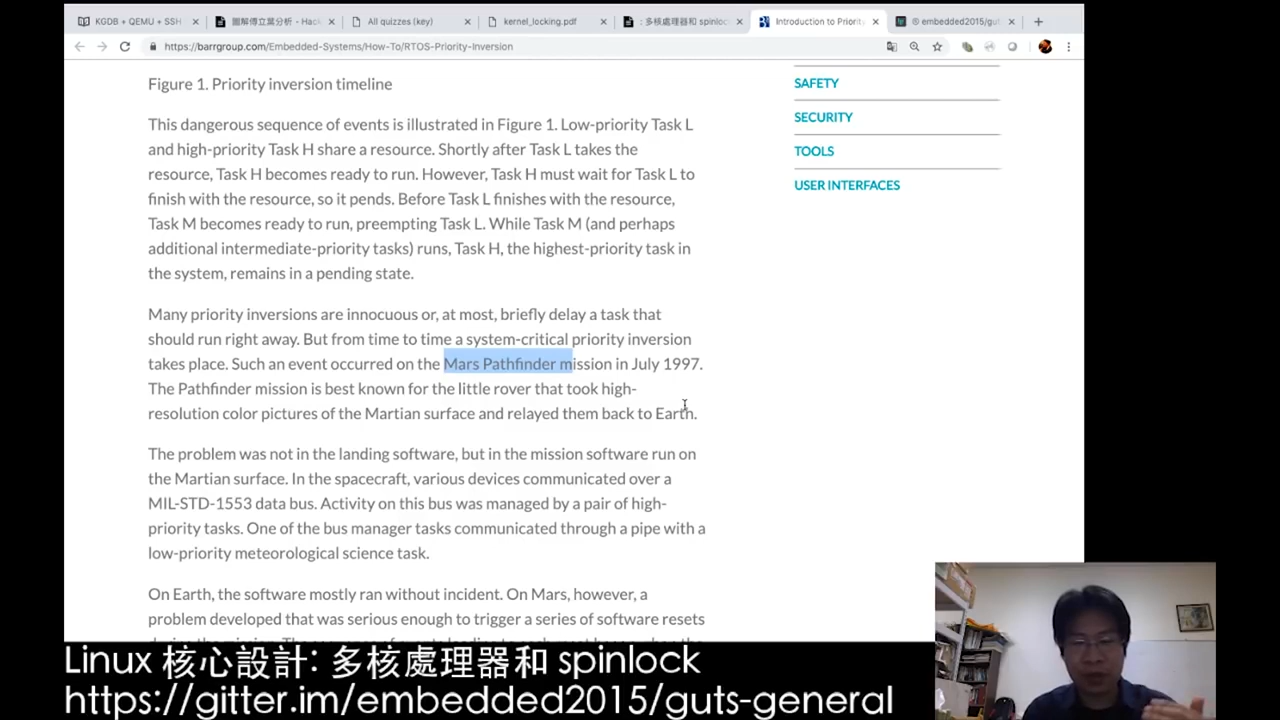 KGDB + QEMU + SSH
圖解傅立葉分析 - Hac
All quizzes (key)
kernel_locking.pdf
: 多核處理器和 spinloc
Introduction to Priorit
embedded2015/gut
https://barrgroup.com/Embedded-Systems/How-To/RTOS-Priority-Inversion
Figure 1. Priority inversion timeline
This dangerous sequence of events is illustrated in Figure 1. Low-priority Task L
and high-priority Task H share a resource. Shortly after Task L takes the
resource, Task H becomes ready to run. However, Task H must wait for Task L to
finish with the resource, so it pends. Before Task L finishes with the resource,
Task M becomes ready to run, preempting Task L. While Task M (and perhaps
additional intermediate-priority tasks) runs, Task H, the highest-priority task in
the system, remains in a pending state.
Many priority inversions are innocuous or, at most, briefly delay a task that
should run right away. But from time to time a system-critical priority inversion
takes place. Such an event occurred on the Mars Pathfinder mission in July 1997.
The Pathfinder mission is best known for the little rover that took high-
resolution color pictures of the Martian surface and relayed them back to Earth.
The problem was not in the landing software, but in the mission software run on
the Martian surface. In the spacecraft, various devices communicated over a
MIL-STD-1553 data bus. Activity on this bus was managed by a pair of high-
priority tasks. One of the bus manager tasks communicated through a pipe with a
low-priority meteorological science task.
On Earth, the software mostly ran without incident. On Mars, however, a
problem developed that was serious enough to trigger a series of software resets
SAFETY
SECURITY
TOOLS
USER INTERFACES
Linux 核心設計: 多核處理器和 spinlock
https://gitter.im/embedded2015/guts-general